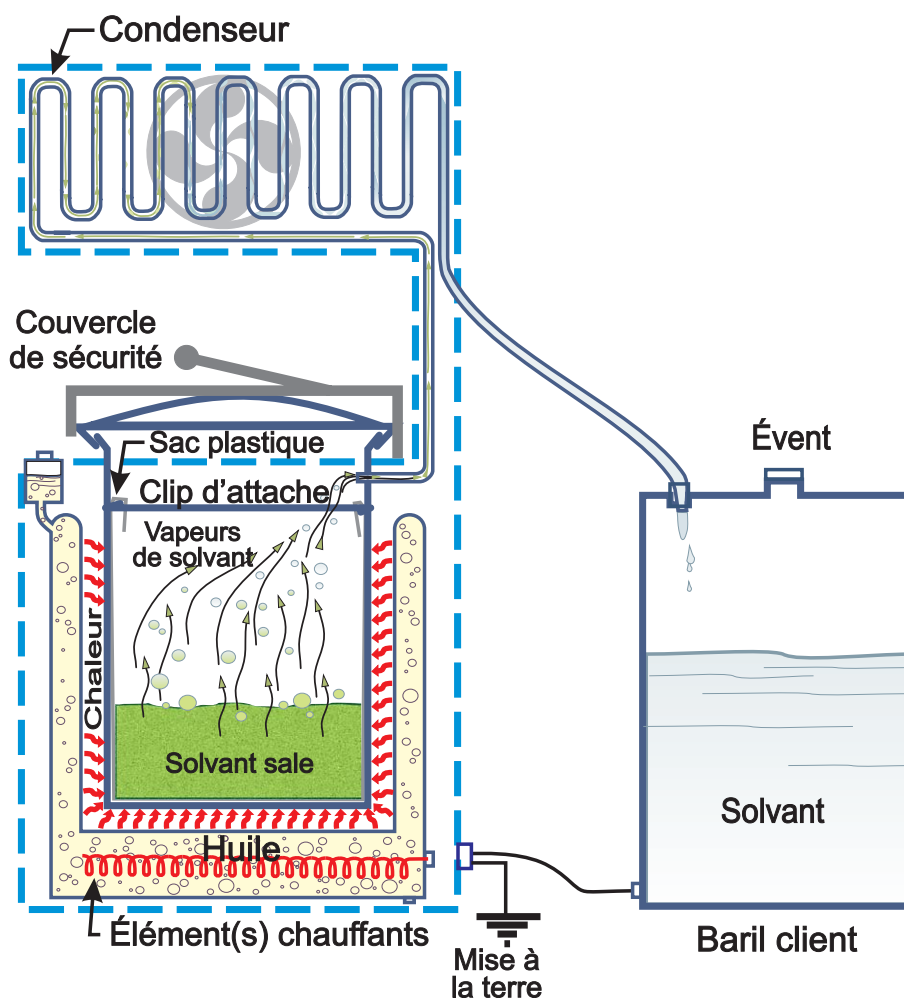 Condenseur
Couvercle
de sécurité
Sac plastique
Évent
Clip d'attache
Vapeurs
de solvant
Chaleur
Solvant sale
Solvant
Huile
Élément(s) chauffants
Baril client
Mise à
la terre